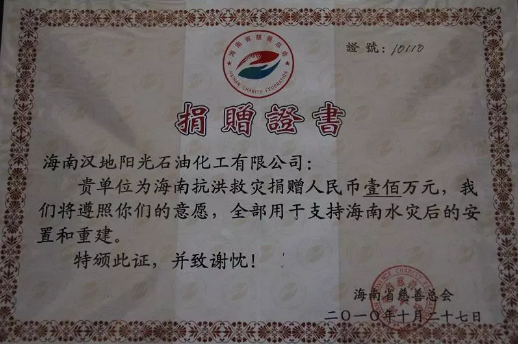 證號：10110
捐贈證書
海南汉地阳光石油化工有限公司：
贵单位为海南抗洪救灾捐赠人民币壹佰万元，我
们将遵照你们的意愿，全部用于支持海南水灾后的安
置和重建。
特颁此证，并致谢忱！
海南省慈善总会
二〇一〇年十月二十七日